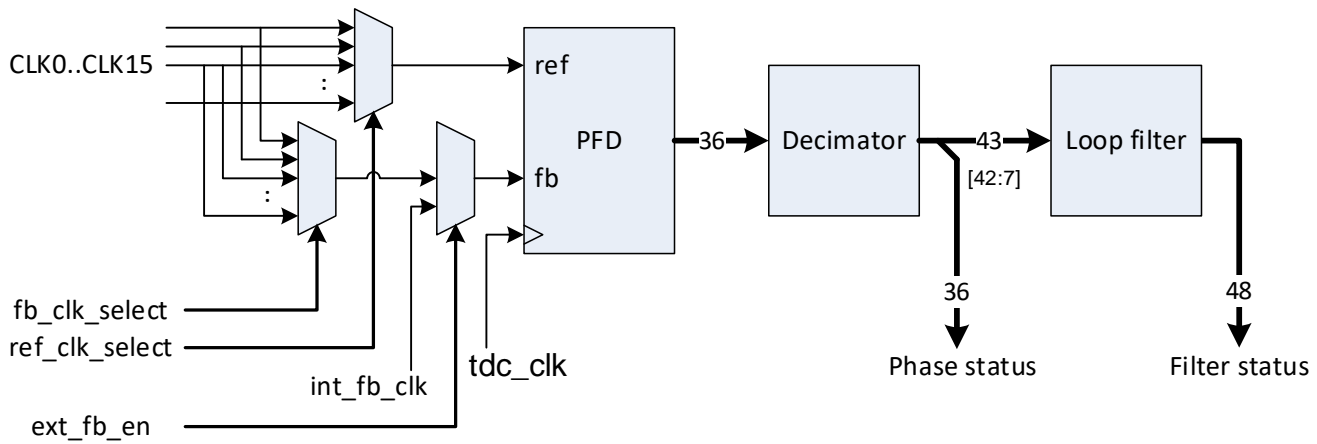 CLK0..CLK15
:
:
ref
fb
PFD
36
Decimator
43
[42:7]
Loop filter
36
48
Phase status
Filter status
fb_clk_select
ref_clk_select
int_fb_clk
tdc_clk
ext_fb_en